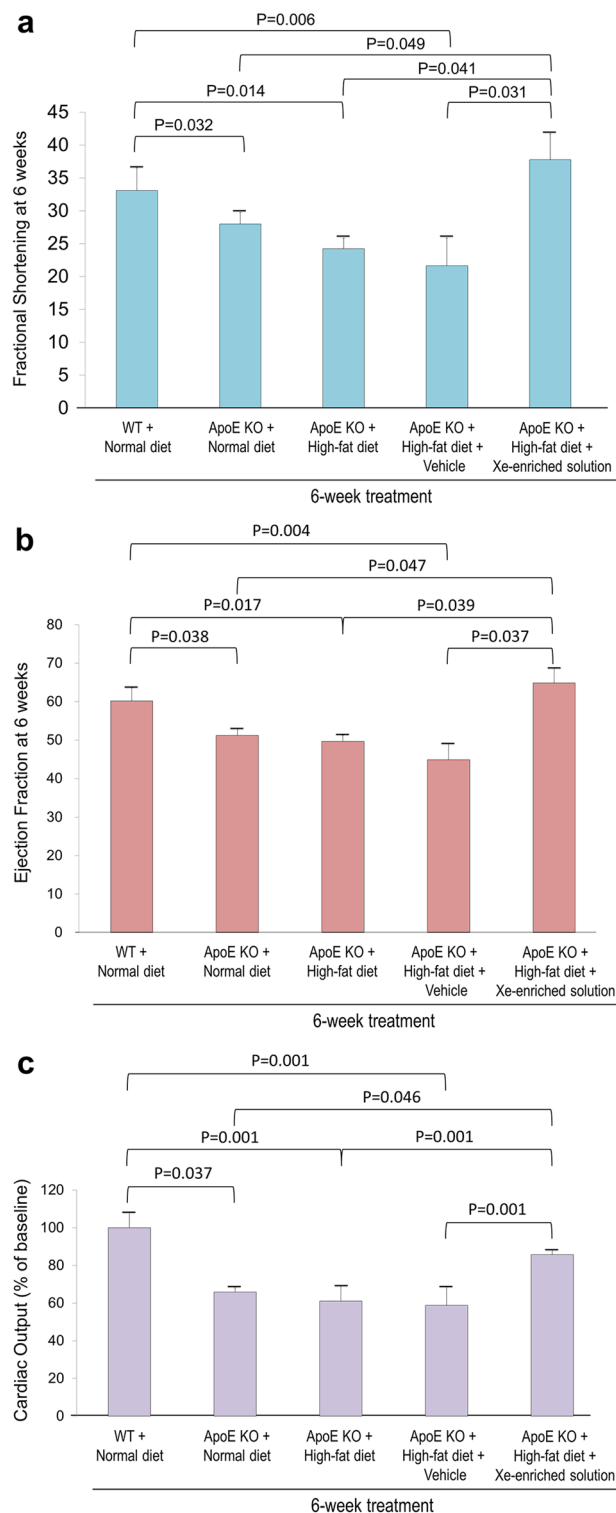 a
P=0.006
P=0.049
P=0.041
P=0.014
P=0.031
P=0.032
Fractional Shortening at 6 weeks
45
40
35
30
25
20
15
10
5
0
WT +
Normal diet
ApoE KO +
Normal diet
ApoE KO +
High-fat diet
ApoE KO +
High-fat diet +
Vehicle
ApoE KO +
High-fat diet +
Xe-enriched solution
6-week treatment
b
P=0.004
P=0.047
P=0.017
P=0.039
P=0.038
P=0.037
Ejection Fraction at 6 weeks
80
70
60
50
40
30
20
10
0
WT +
Normal diet
ApoE KO +
Normal diet
ApoE KO +
High-fat diet
ApoE KO +
High-fat diet +
Vehicle
ApoE KO +
High-fat diet +
Xe-enriched solution
6-week treatment
c
P=0.001
P=0.046
P=0.001
P=0.001
P=0.037
P=0.001
Cardiac Output (% of baseline)
120
100
80
60
40
20
0
WT +
Normal diet
ApoE KO +
Normal diet
ApoE KO +
High-fat diet
ApoE KO +
High-fat diet +
Vehicle
ApoE KO +
High-fat diet +
Xe-enriched solution
6-week treatment